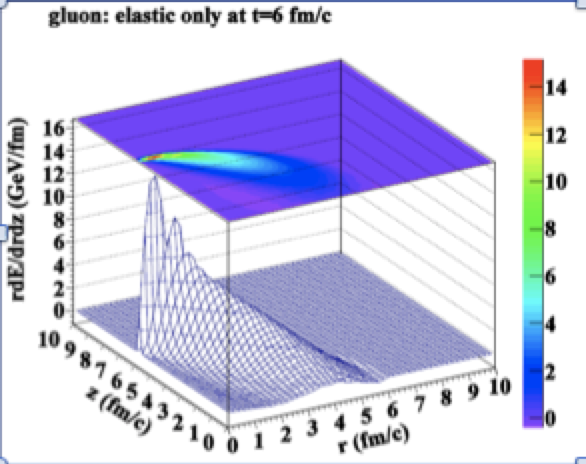 gluon: elastic only at t=6 fm/c
rdE/drdz (GeV/fm)
16
14
12
10
8
6
4
2
0
10 9 8 7 6 5 4 3 2 1 0
z (fm/c)
0 1 2 3 4 5 6 7 8 9 10
r (fm/c)
14
12
10
8
6
4
2
0